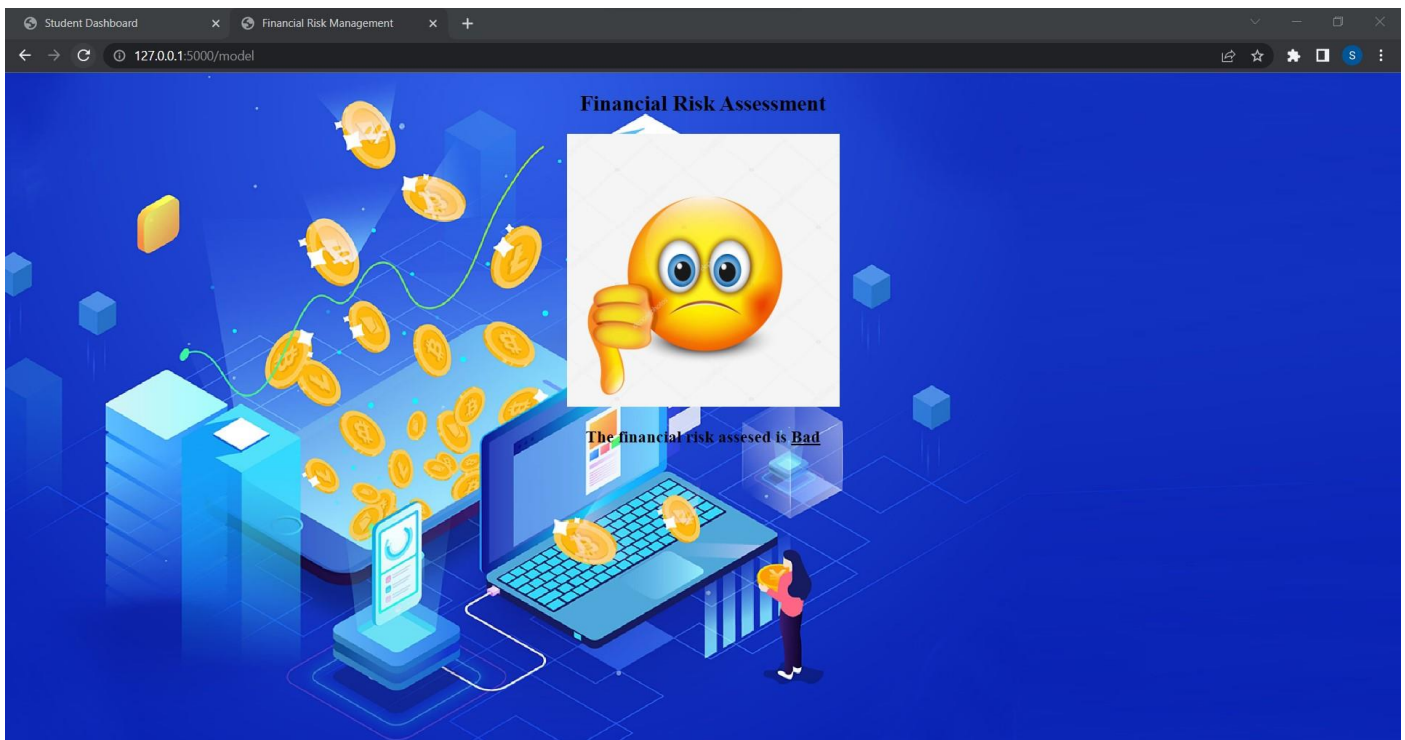 Student Dashboard
Financial Risk Management
127.0.0.1:5000/model
S
Financial Risk Assessment
The financial risk assesed is Bad